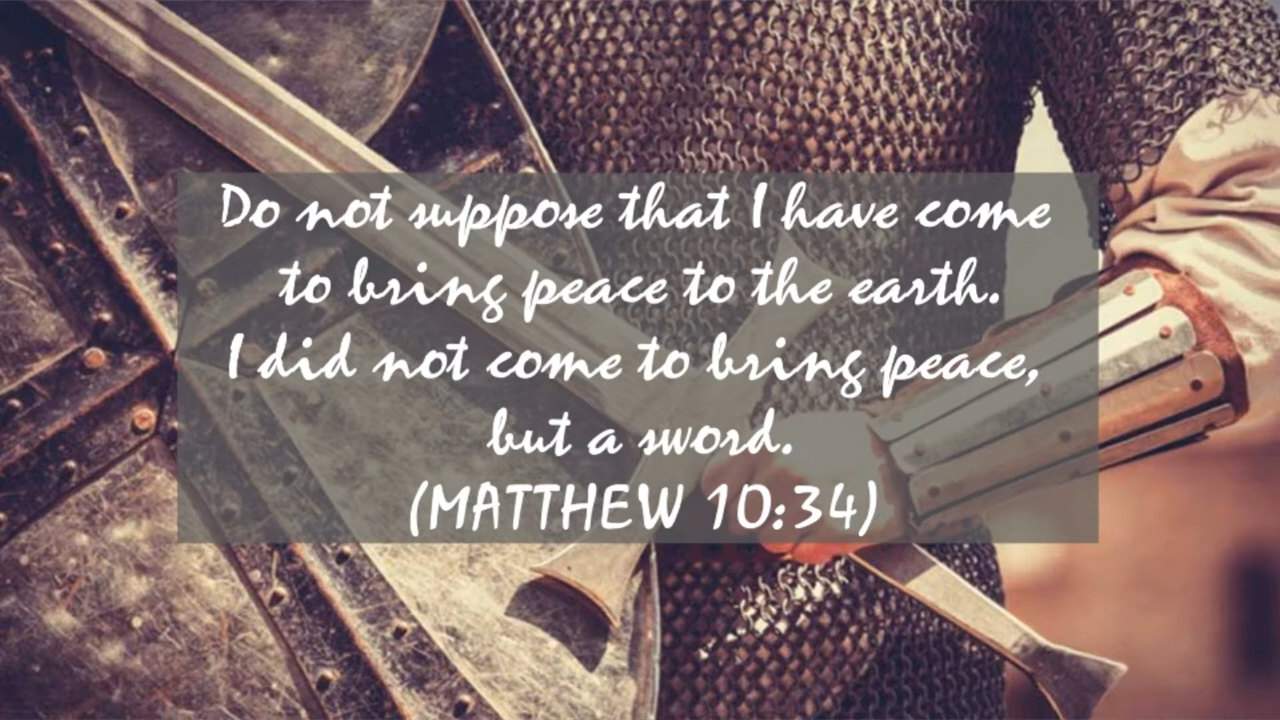 Do not suppose that I have come
to bring peace to the earth.
I did not come to bring peace,
but a sword.
(MATTHEW 10:34)